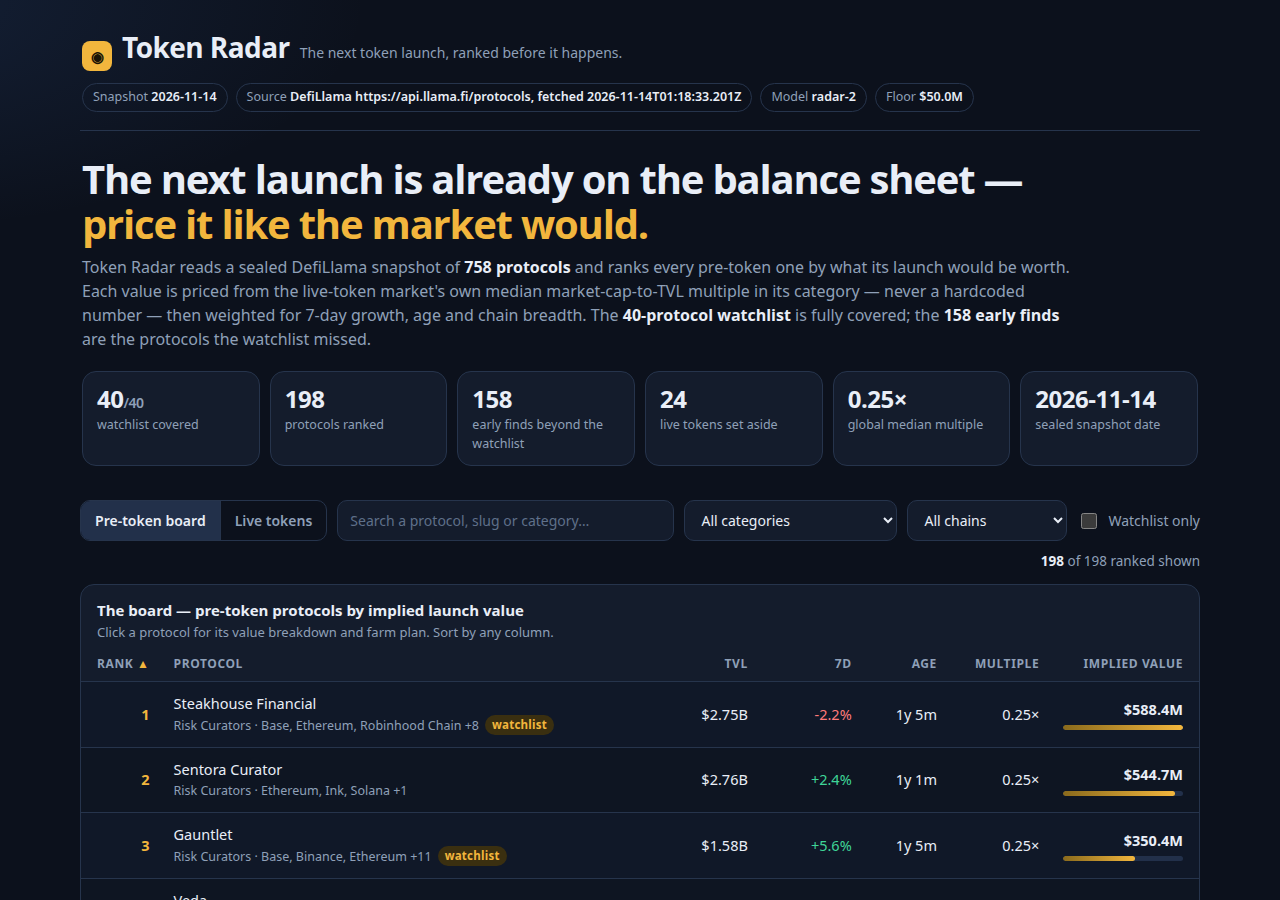 Token Radar The next token launch, ranked before it happens.
Snapshot 2026-11-14 Source DefiLlama https://api.llama.fi/protocols, fetched 2026-11-14T01:18:33.201Z Model radar-2 Floor $50.0M
The next launch is already on the balance sheet —
price it like the market would.
Token Radar reads a sealed DefiLlama snapshot of 758 protocols and ranks every pre-token one by what its launch would be worth.
Each value is priced from the live-token market's own median market-cap-to-TVL multiple in its category — never a hardcoded
number — then weighted for 7-day growth, age and chain breadth. The 40-protocol watchlist is fully covered; the 158 early finds
are the protocols the watchlist missed.
40/40
watchlist covered
198
protocols ranked
158
early finds beyond the
watchlist
24
live tokens set aside
0.25×
global median multiple
2026-11-14
sealed snapshot date
Pre-token board Live tokens Search a protocol, slug or category... All categories All chains Watchlist only
198 of 198 ranked shown
The board — pre-token protocols by implied launch value
Click a protocol for its value breakdown and farm plan. Sort by any column.
RANK ▲ PROTOCOL TVL 7D AGE MULTIPLE IMPLIED VALUE
1 Steakhouse Financial $2.75B -2.2% 1y 5m 0.25× $588.4M
Risk Curators · Base, Ethereum, Robinhood Chain +8 watchlist
2 Sentora Curator $2.76B +2.4% 1y 1m 0.25× $544.7M
Risk Curators · Ethereum, Ink, Solana +1
3 Gauntlet $1.58B +5.6% 1y 5m 0.25× $350.4M
Risk Curators · Base, Binance, Ethereum +11 watchlist
Veda